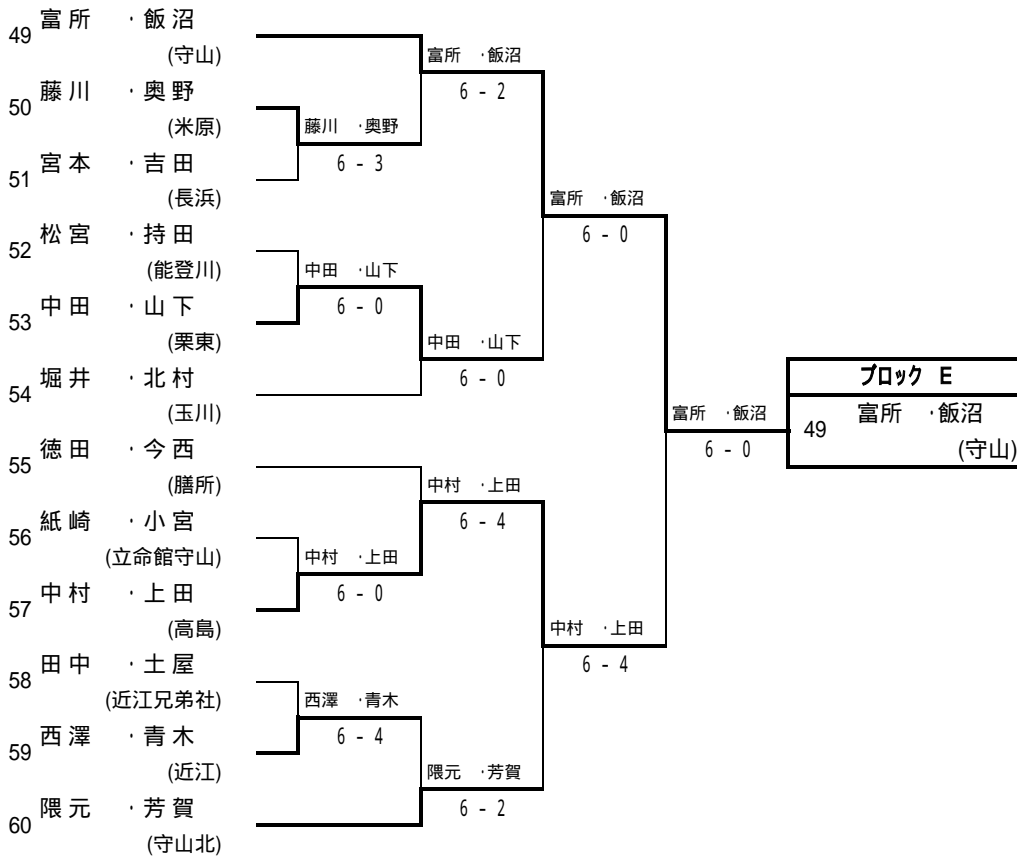 49 富所 ・飯沼
(守山)
50 藤川 ・奥野
(米原)
51 宮本 ・吉田
(長浜)
52 松宮 ・持田
(能登川)
53 中田 ・山下
(栗東)
54 堀井 ・北村
(玉川)
55 徳田 ・今西
(膳所)
56 紙崎 ・小宮
(立命館守山)
57 中村 ・上田
(高島)
58 田中 ・土屋
(近江兄弟社)
59 西澤 ・青木
(近江)
60 隈元 ・芳賀
(守山北)
藤川 ・奥野
6 - 3
中田 ・山下
6 - 0
中村 ・上田
6 - 0
西澤 ・青木
6 - 4
富所 ・飯沼
6 - 2
中田 ・山下
6 - 0
中村 ・上田
6 - 4
隈元 ・芳賀
6 - 2
富所 ・飯沼
6 - 0
中村 ・上田
6 - 4
富所 ・飯沼
6 - 0
ブロック E
49 富所 ・飯沼
(守山)